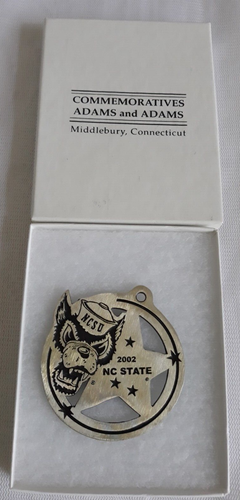 COMMEMORATIVES
ADAMS and ADAMS
Middlebury, Connecticut
NCSU
2002
NC STATE